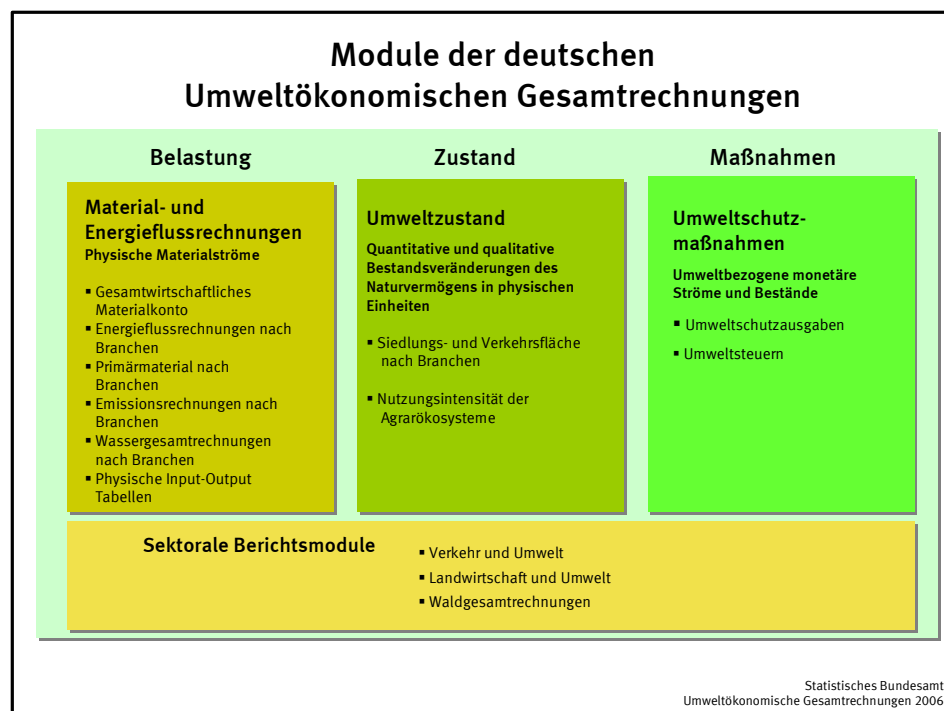 Module der deutschen
Umweltökonomischen Gesamtrechnungen
Belastung
Zustand
Maßnahmen
Material- und
Energieflussrechnungen
Physische Materialströme
▪ Gesamtwirtschaftliches
Materialkonto
▪ Energieflussrechnungen nach
Branchen
▪ Primärmaterial nach
Branchen
▪ Emissionsrechnungen nach
Branchen
▪ Wassergesamtrechnungen
nach Branchen
▪ Physische Input-Output
Tabellen
Umweltzustand
Quantitative und qualitative
Bestandsveränderungen des
Naturvermögens in physischen
Einheiten
▪ Siedlungs- und Verkehrsfläche
nach Branchen
▪ Nutzungsintensität der
Agrarökosysteme
Umweltschutz-
maßnahmen
Umweltbezogene monetäre
Ströme und Bestände
▪ Umweltschutzausgaben
▪ Umweltsteuern
Sektorale Berichtsmodule
▪ Verkehr und Umwelt
▪ Landwirtschaft und Umwelt
▪ Waldgesamtrechnungen
Statistisches Bundesamt
Umweltökonomische Gesamtrechnungen 2006